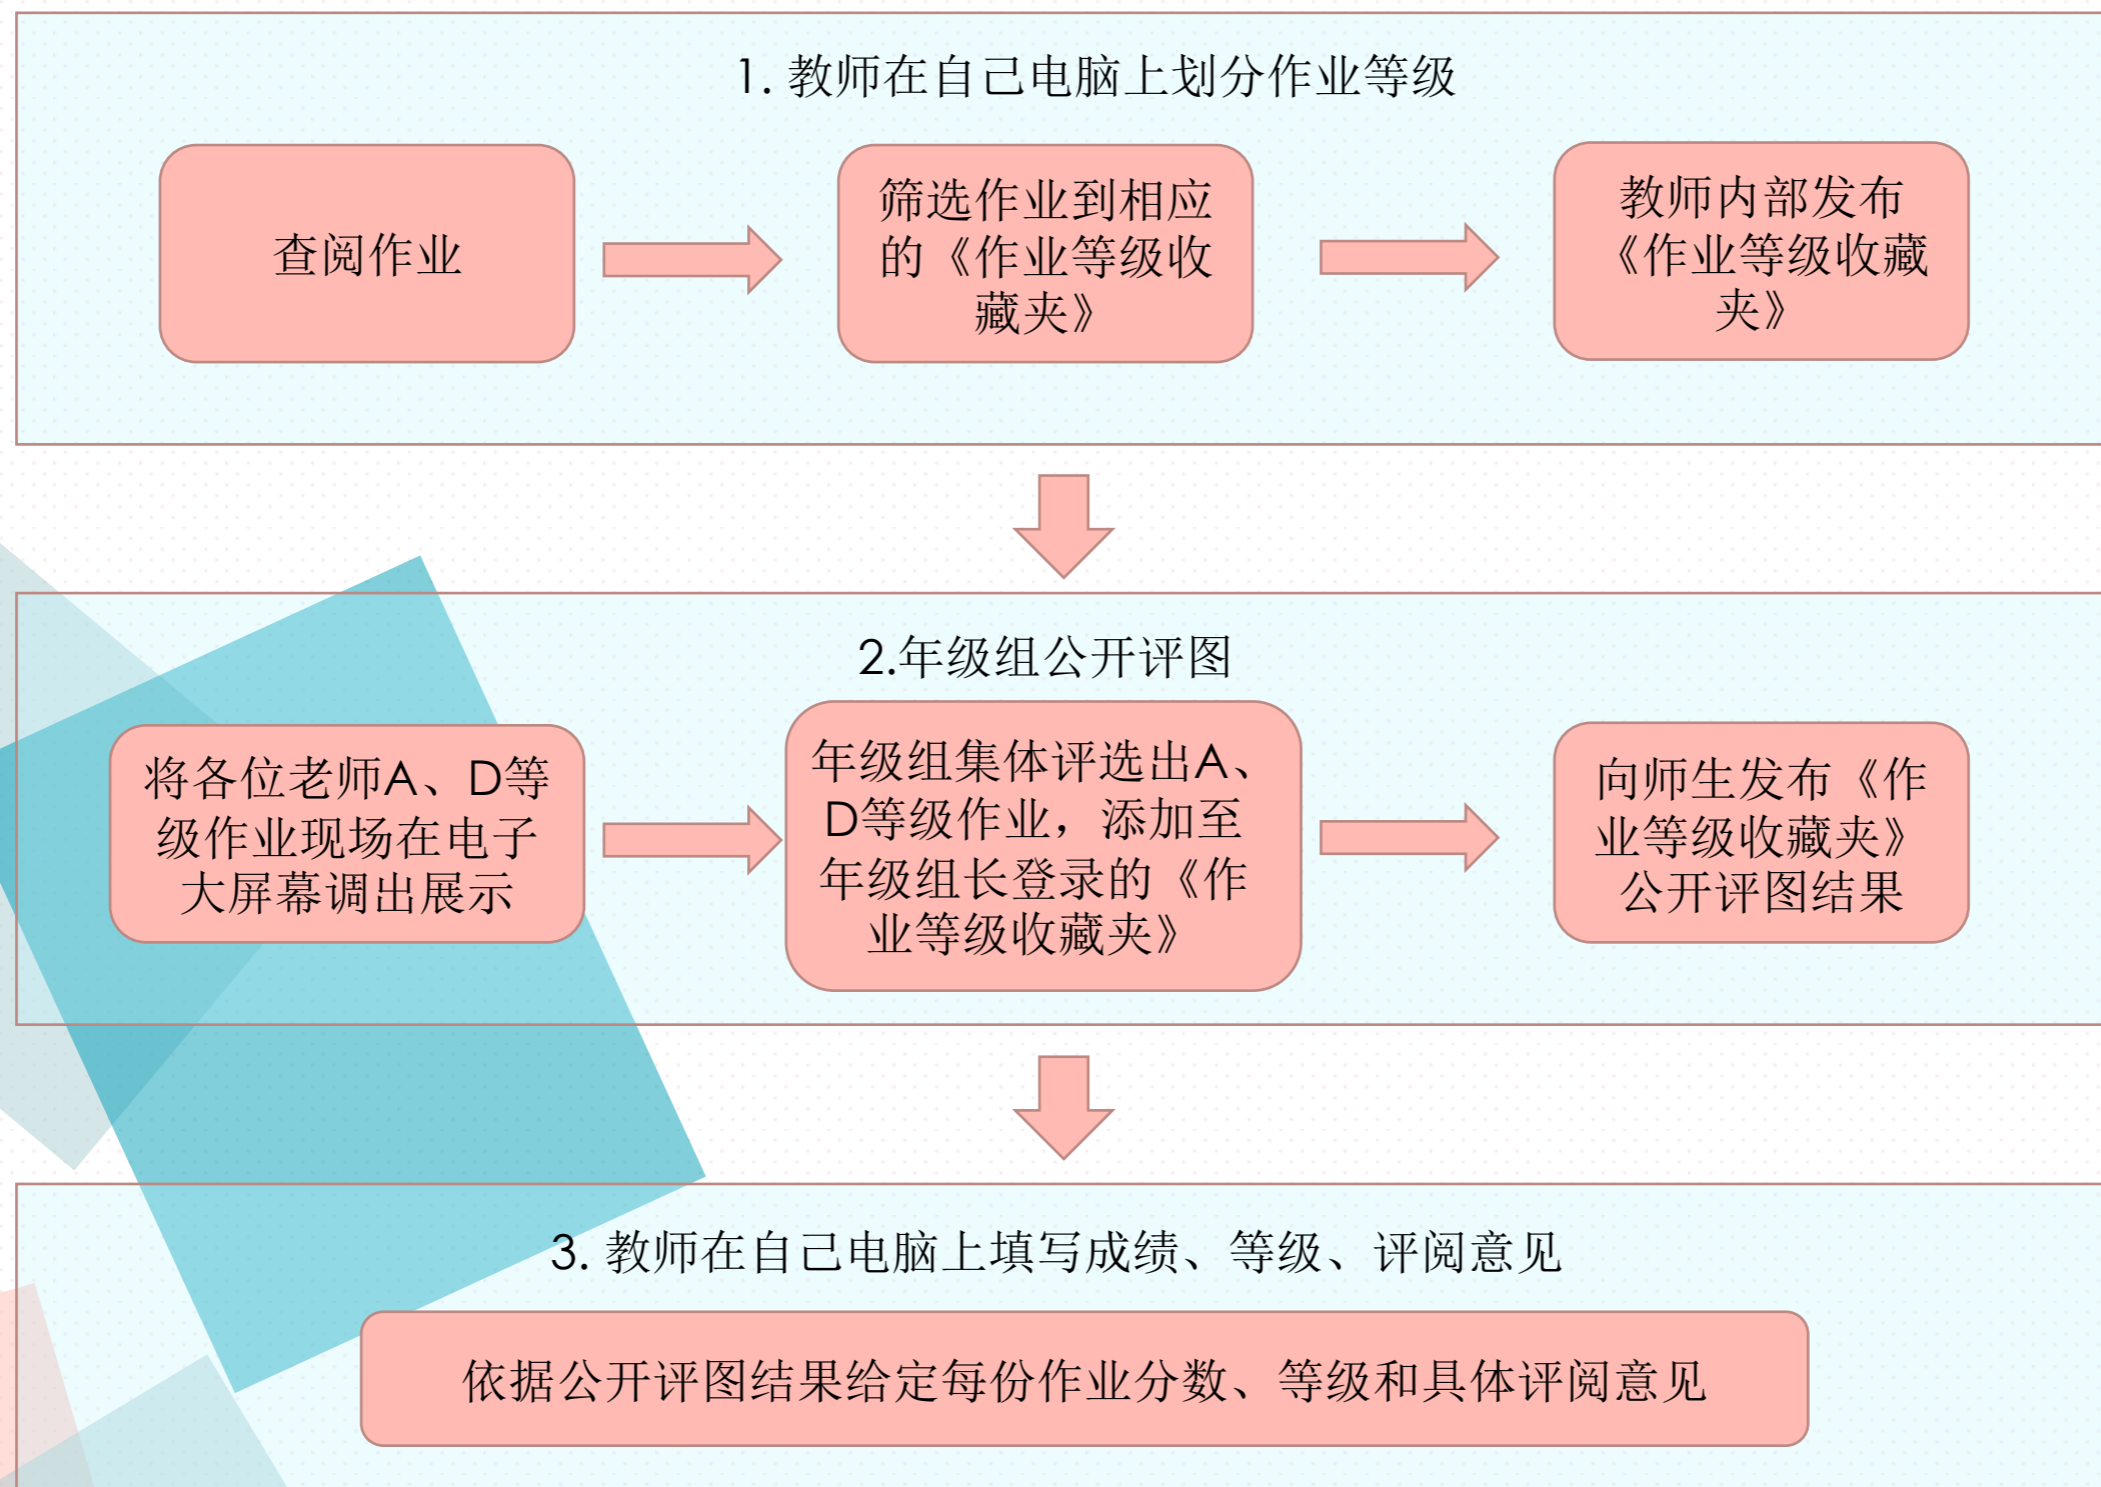 1. 教师在自己电脑上划分作业等级
查阅作业
筛选作业到相应
的《作业等级收
藏夹》
教师内部发布
《作业等级收藏
夹》
2.年级组公开评图
将各位老师A、D等
级作业现场在电子
大屏幕调出展示
年级组集体评选出A、
D等级作业，添加至
年级组长登录的《作
业等级收藏夹》
向师生发布《作
业等级收藏夹》
公开评图结果
3. 教师在自己电脑上填写成绩、等级、评阅意见
依据公开评图结果给定每份作业分数、等级和具体评阅意见